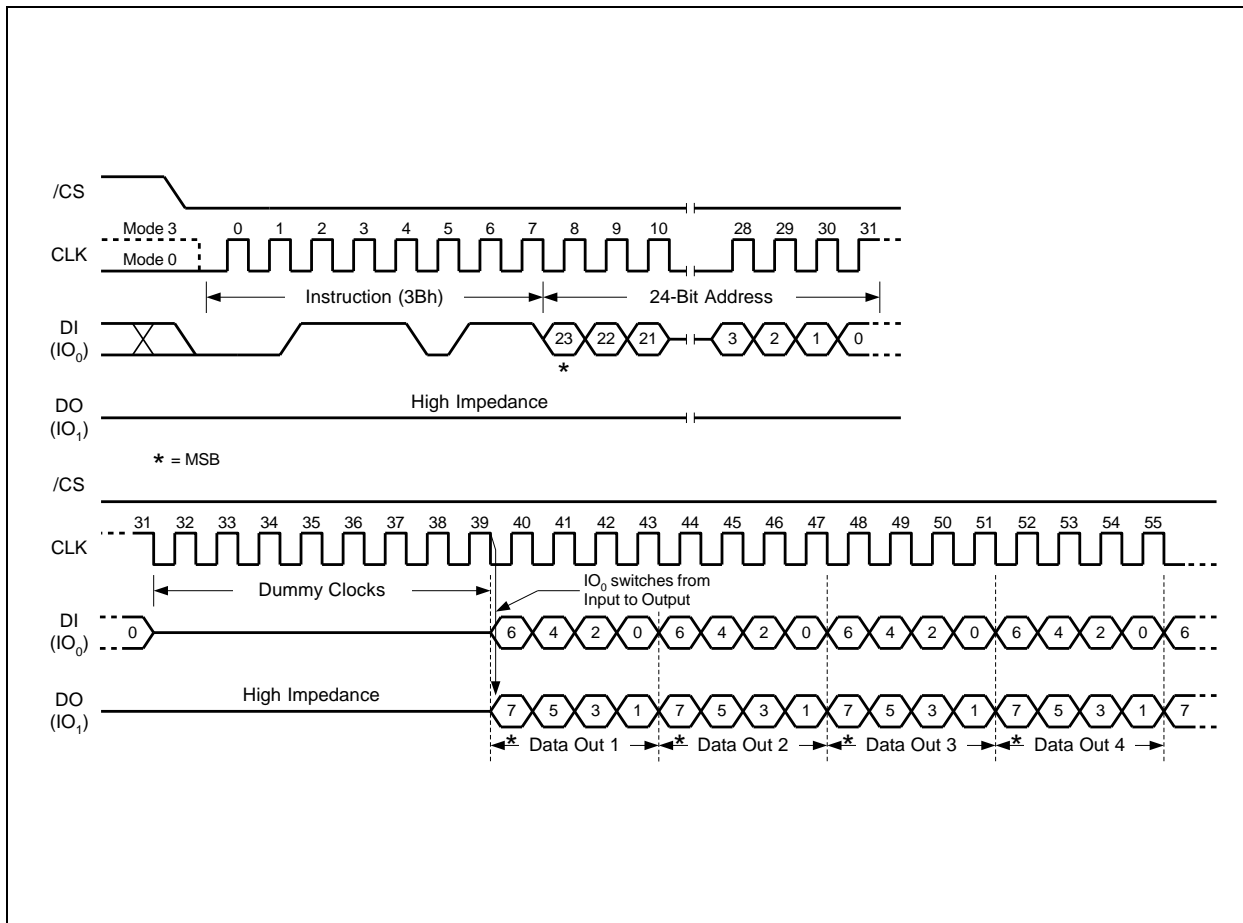 /CS
Mode 3 0 1 2 3 4 5 6 7 8 9 10 28 29 30 31
CLK
Mode 0
Instruction (3Bh) 24-Bit Address
DI
(IO0) 23 22 21 3 2 1 0
*
DO
(IO1)
High Impedance
* = MSB
/CS
31 32 33 34 35 36 37 38 39 40 41 42 43 44 45 46 47 48 49 50 51 52 53 54 55
CLK
Dummy Clocks
IO0 switches from
Input to Output
DI
(IO0)
0 6 4 2 0 6 4 2 0 6 4 2 0 6 4 2 0 6
DO
(IO1)
High Impedance 7 5 3 1 7 5 3 1 7 5 3 1 7 5 3 1 7
* Data Out 1 * Data Out 2 * Data Out 3 * Data Out 4